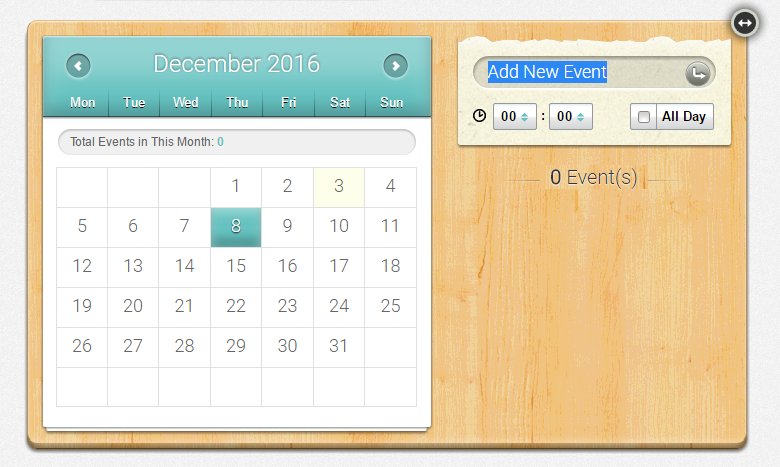 December 2016
Mon Tue Wed Thu Fri Sat Sun
Total Events in This Month: 0
1 2 3 4
5 6 7 8 9 10 11
12 13 14 15 16 17 18
19 20 21 22 23 24 25
26 27 28 29 30 31
Add New Event
00 : 00 All Day
0 Event(s)